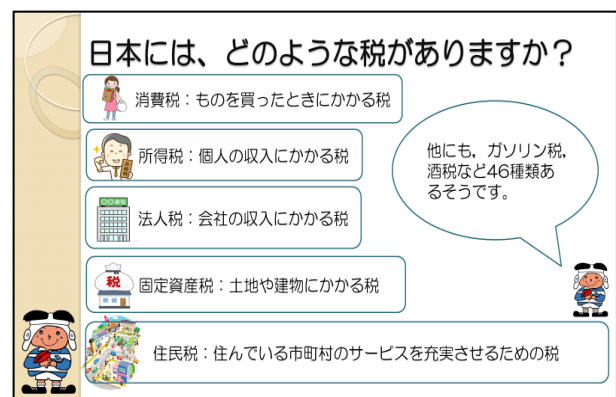 日本には、どのような税がありますか？
消費税：ものを買ったときにかかる税
所得税：個人の収入にかかる税
〇〇会社
法人税：会社の収入にかかる税
他にも，ガソリン税，
酒税など46種類あ
るそうです。
税
固定資産税：土地や建物にかかる税
住民税：住んでいる市町村のサービスを充実させるための税